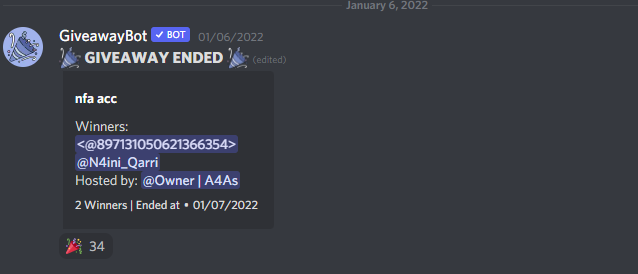 January 6, 2022
GiveawayBot ✓ BOT 01/06/2022
🎉 GIVEAWAY ENDED 🎉 (edited)
nfa acc
Winners:
<@897131050621366354>
@N4ini_Qarri
Hosted by: @Owner | A4As
2 Winners | Ended at • 01/07/2022
🎉 34